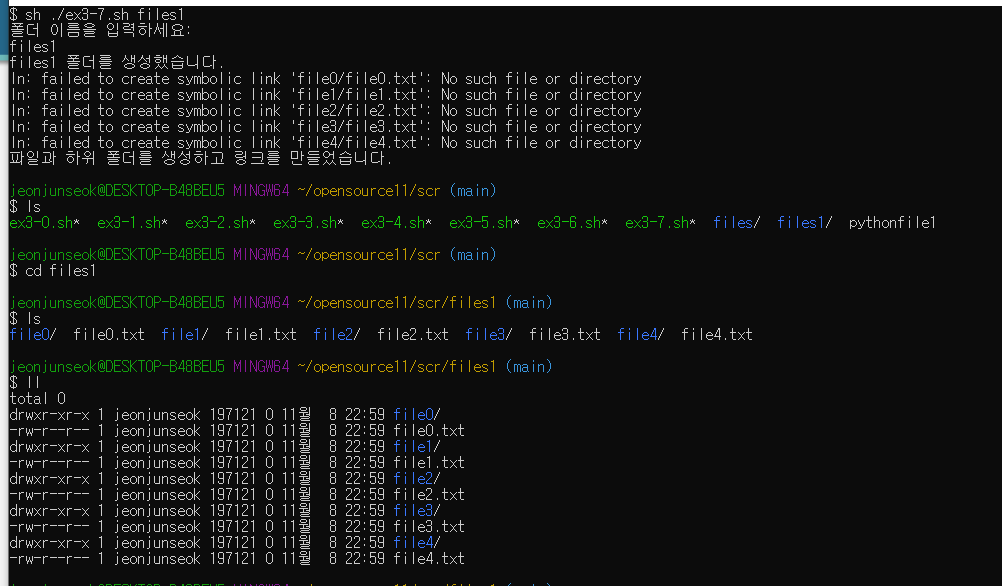 $ sh ./ex3-7.sh files1
폴더 이름을 입력하세요:
files1
files1 폴더를 생성했습니다.
ln: failed to create symbolic link 'file0/file0.txt': No such file or directory
ln: failed to create symbolic link 'file1/file1.txt': No such file or directory
ln: failed to create symbolic link 'file2/file2.txt': No such file or directory
ln: failed to create symbolic link 'file3/file3.txt': No such file or directory
ln: failed to create symbolic link 'file4/file4.txt': No such file or directory
파일과 하위 폴더를 생성하고 링크를 만들었습니다.
jeonjunseok@DESKTOP-B48BEU5 MINGW64 ~/opensource11/scr (main)
$ ls
ex3-0.sh* ex3-1.sh* ex3-2.sh* ex3-3.sh* ex3-4.sh* ex3-5.sh* ex3-6.sh* ex3-7.sh* files/ files1/ pythonfile1
jeonjunseok@DESKTOP-B48BEU5 MINGW64 ~/opensource11/scr (main)
$ cd files1
jeonjunseok@DESKTOP-B48BEU5 MINGW64 ~/opensource11/scr/files1 (main)
$ ls
file0/ file0.txt file1/ file1.txt file2/ file2.txt file3/ file3.txt file4/ file4.txt
jeonjunseok@DESKTOP-B48BEU5 MINGW64 ~/opensource11/scr/files1 (main)
$ ll
total 0
drwxr-xr-x 1 jeonjunseok 197121 0 11월 8 22:59 file0/
-rw-r--r-- 1 jeonjunseok 197121 0 11월 8 22:59 file0.txt
drwxr-xr-x 1 jeonjunseok 197121 0 11월 8 22:59 file1/
-rw-r--r-- 1 jeonjunseok 197121 0 11월 8 22:59 file1.txt
drwxr-xr-x 1 jeonjunseok 197121 0 11월 8 22:59 file2/
-rw-r--r-- 1 jeonjunseok 197121 0 11월 8 22:59 file2.txt
drwxr-xr-x 1 jeonjunseok 197121 0 11월 8 22:59 file3/
-rw-r--r-- 1 jeonjunseok 197121 0 11월 8 22:59 file3.txt
drwxr-xr-x 1 jeonjunseok 197121 0 11월 8 22:59 file4/
-rw-r--r-- 1 jeonjunseok 197121 0 11월 8 22:59 file4.txt